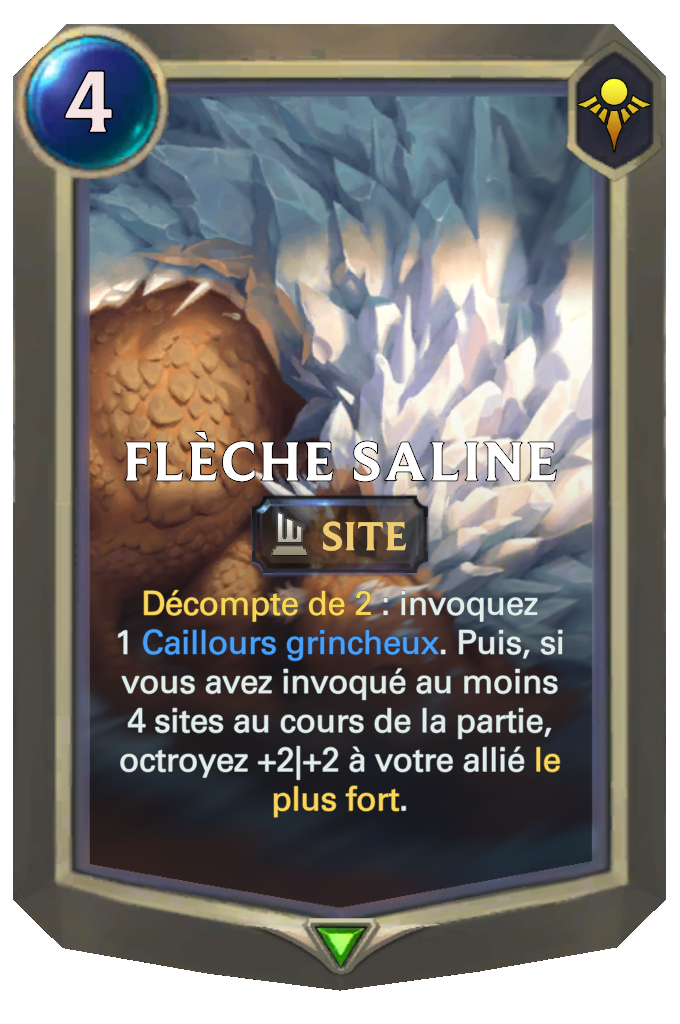 4
FLÈCHE SALINE
SITE
Décompte de 2 : invoquez
1 Caillours grincheux. Puis, si
vous avez invoqué au moins
4 sites au cours de la partie,
octroyez +2|+2 à votre allié le
plus fort.